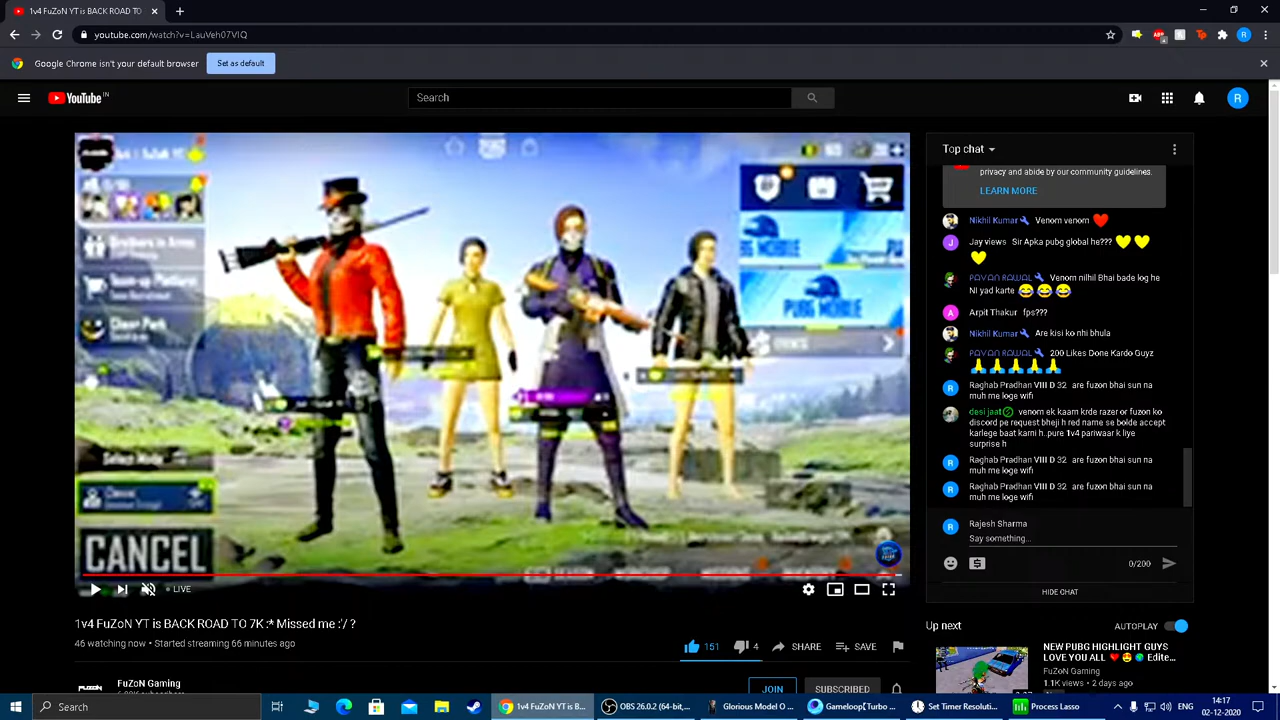 1v4 FuZoN YT is BACK ROAD TO
youtube.com/watch?v=LauVeh07VIQ
Google Chrome isn't your default browser
Set as default
YouTube IN
Search
R
CANCEL
LIVE
1v4 FuZoN YT is BACK ROAD TO 7K :* Missed me :'/ ?
46 watching now • Started streaming 66 minutes ago
151
4
SHARE
SAVE
FuZoN Gaming
JOIN
SUBSCRIBED
PUBG MOBILE
Top chat
privacy and abide by our community guidelines.
LEARN MORE
Nikhil Kumar Venom venom
Jay views Sir Apka pubg global he???
PAVAN RAWAL Venom nilhil Bhai bade log he
Ni yad karte
Arpit Thakur fps???
Nikhil Kumar Are kisi ko nhi bhula
PAVAN RAWAL 200 Likes Done Kardo Guyz
Raghab Pradhan VIII D 32 are fuzon bhai sun na
muh me loge wifi
desi jaat venom ek kaam krde razer or fuzon ko
discord pe request bheji h red name se bolde accept
karlege baat karni h..pure 1v4 pariwaar k liye
surprise h
Raghab Pradhan VIII D 32 are fuzon bhai sun na
muh me loge wifi
Raghab Pradhan VIII D 32 are fuzon bhai sun na
muh me loge wifi
Rajesh Sharma
Say something...
0/200
HIDE CHAT
Up next
AUTOPLAY
NEW PUBG HIGHLIGHT GUYS
LOVE YOU ALL Edite...
FuZoN Gaming
1.1K views • 2 days ago
Search
1v4 FuZoN YT is B...
OBS 26.0.2 (64-bit,...
Glorious Model O ...
Gameloop【Turbo ...
Set Timer Resoluti...
Process Lasso
ENG
14:17
02-12-2020